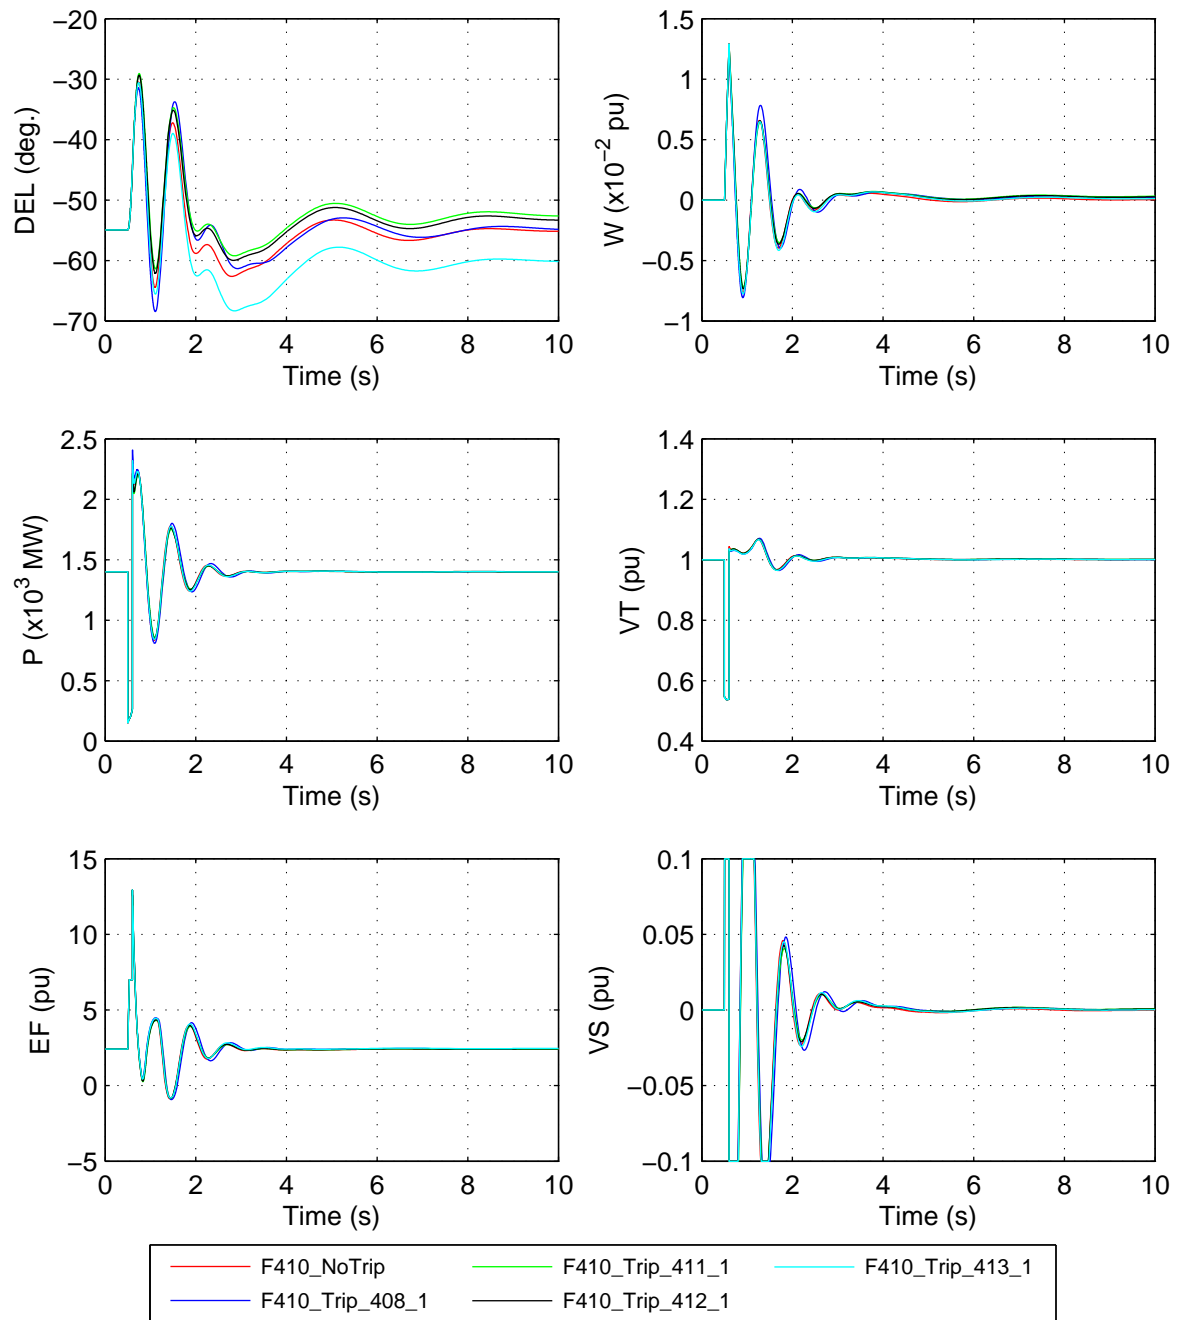 −20
−30
−40
−50
−60
−70
0 2 4 6 8 10
Time (s)
DEL (deg.)
1.5
1
0.5
0
−0.5
−1
0 2 4 6 8 10
Time (s)
W (x10−2 pu)
2.5
2
1.5
1
0.5
0
0 2 4 6 8 10
Time (s)
P (x103 MW)
1.4
1.2
1
0.8
0.6
0.4
0 2 4 6 8 10
Time (s)
VT (pu)
15
10
5
0
−5
0 2 4 6 8 10
Time (s)
EF (pu)
0.1
0.05
0
−0.05
−0.1
0 2 4 6 8 10
Time (s)
VS (pu)
F410_NoTrip
F410_Trip_408_1
F410_Trip_411_1
F410_Trip_412_1
F410_Trip_413_1